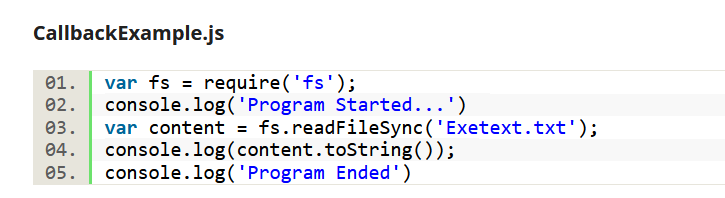 CallbackExample.js
01. var fs = require('fs');
02. console.log('Program Started...')
03. var content = fs.readFileSync('Exetext.txt');
04. console.log(content.toString());
05. console.log('Program Ended')